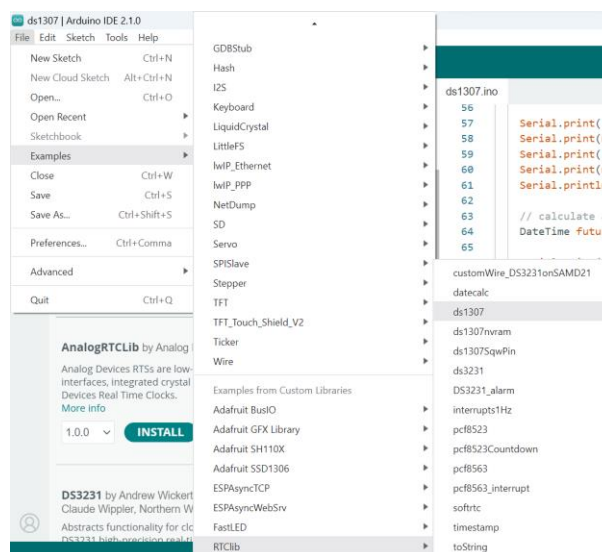 ds1307 | Arduino IDE 2.1.0
File Edit Sketch Tools Help
New Sketch Ctrl+N
New Cloud Sketch Alt+Ctrl+N
Open... Ctrl+O
Open Recent
Sketchbook
Examples
Close Ctrl+W
Save Ctrl+S
Save As... Ctrl+Shift+S
Preferences... Ctrl+Comma
Advanced
Quit Ctrl+Q
AnalogRTCLib by Analog
Analog Devices RTSs are low-
interfaces, integrated crystal
Devices Real Time Clocks.
More info
1.0.0 INSTALL
DS3231 by Andrew Wickert
Claude Wippler, Northern W
Abstracts functionality for clo
DS3231 high-precision real-ti
GDBStub
Hash
I2S
Keyboard
LiquidCrystal
LittleFS
lwIP_Ethernet
lwIP_PPP
NetDump
SD
Servo
SPISlave
Stepper
TFT
TFT_Touch_Shield_V2
Ticker
Wire
Examples from Custom Libraries
Adafruit BusIO
Adafruit GFX Library
Adafruit SH110X
Adafruit SSD1306
ESPAsyncTCP
ESPAsyncWebSrv
FastLED
RTClib
ds1307.ino
56
57 Serial.print(
58 Serial.print(
59 Serial.print(
60 Serial.print(
61 Serial.println
62
63 // calculate
64 DateTime futu
65
customWire_DS3231onSAMD21
datecalc
ds1307
ds1307nvram
ds1307SqwPin
ds3231
DS3231_alarm
interrupts1Hz
pcf8523
pcf8523Countdown
pcf8563
pcf8563_interrupt
softrtc
timestamp
toString